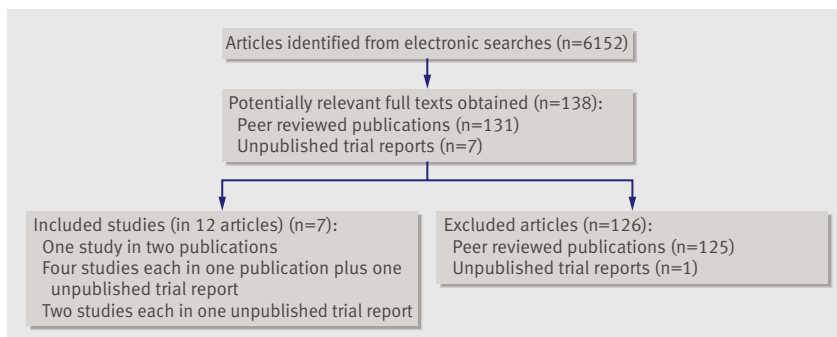 Articles identified from electronic searches (n=6152)
Potentially relevant full texts obtained (n=138):
Peer reviewed publications (n=131)
Unpublished trial reports (n=7)
Included studies (in 12 articles) (n=7):
One study in two publications
Four studies each in one publication plus one
unpublished trial report
Two studies each in one unpublished trial report
Excluded articles (n=126):
Peer reviewed publications (n=125)
Unpublished trial reports (n=1)